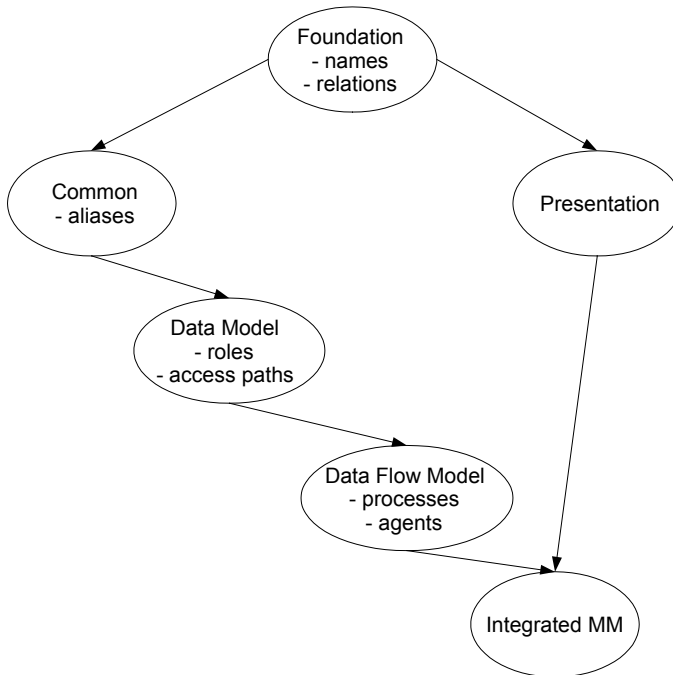 Foundation
- names
- relations
Common
- aliases
Presentation
Data Model
- roles
- access paths
Data Flow Model
- processes
- agents
Integrated MM